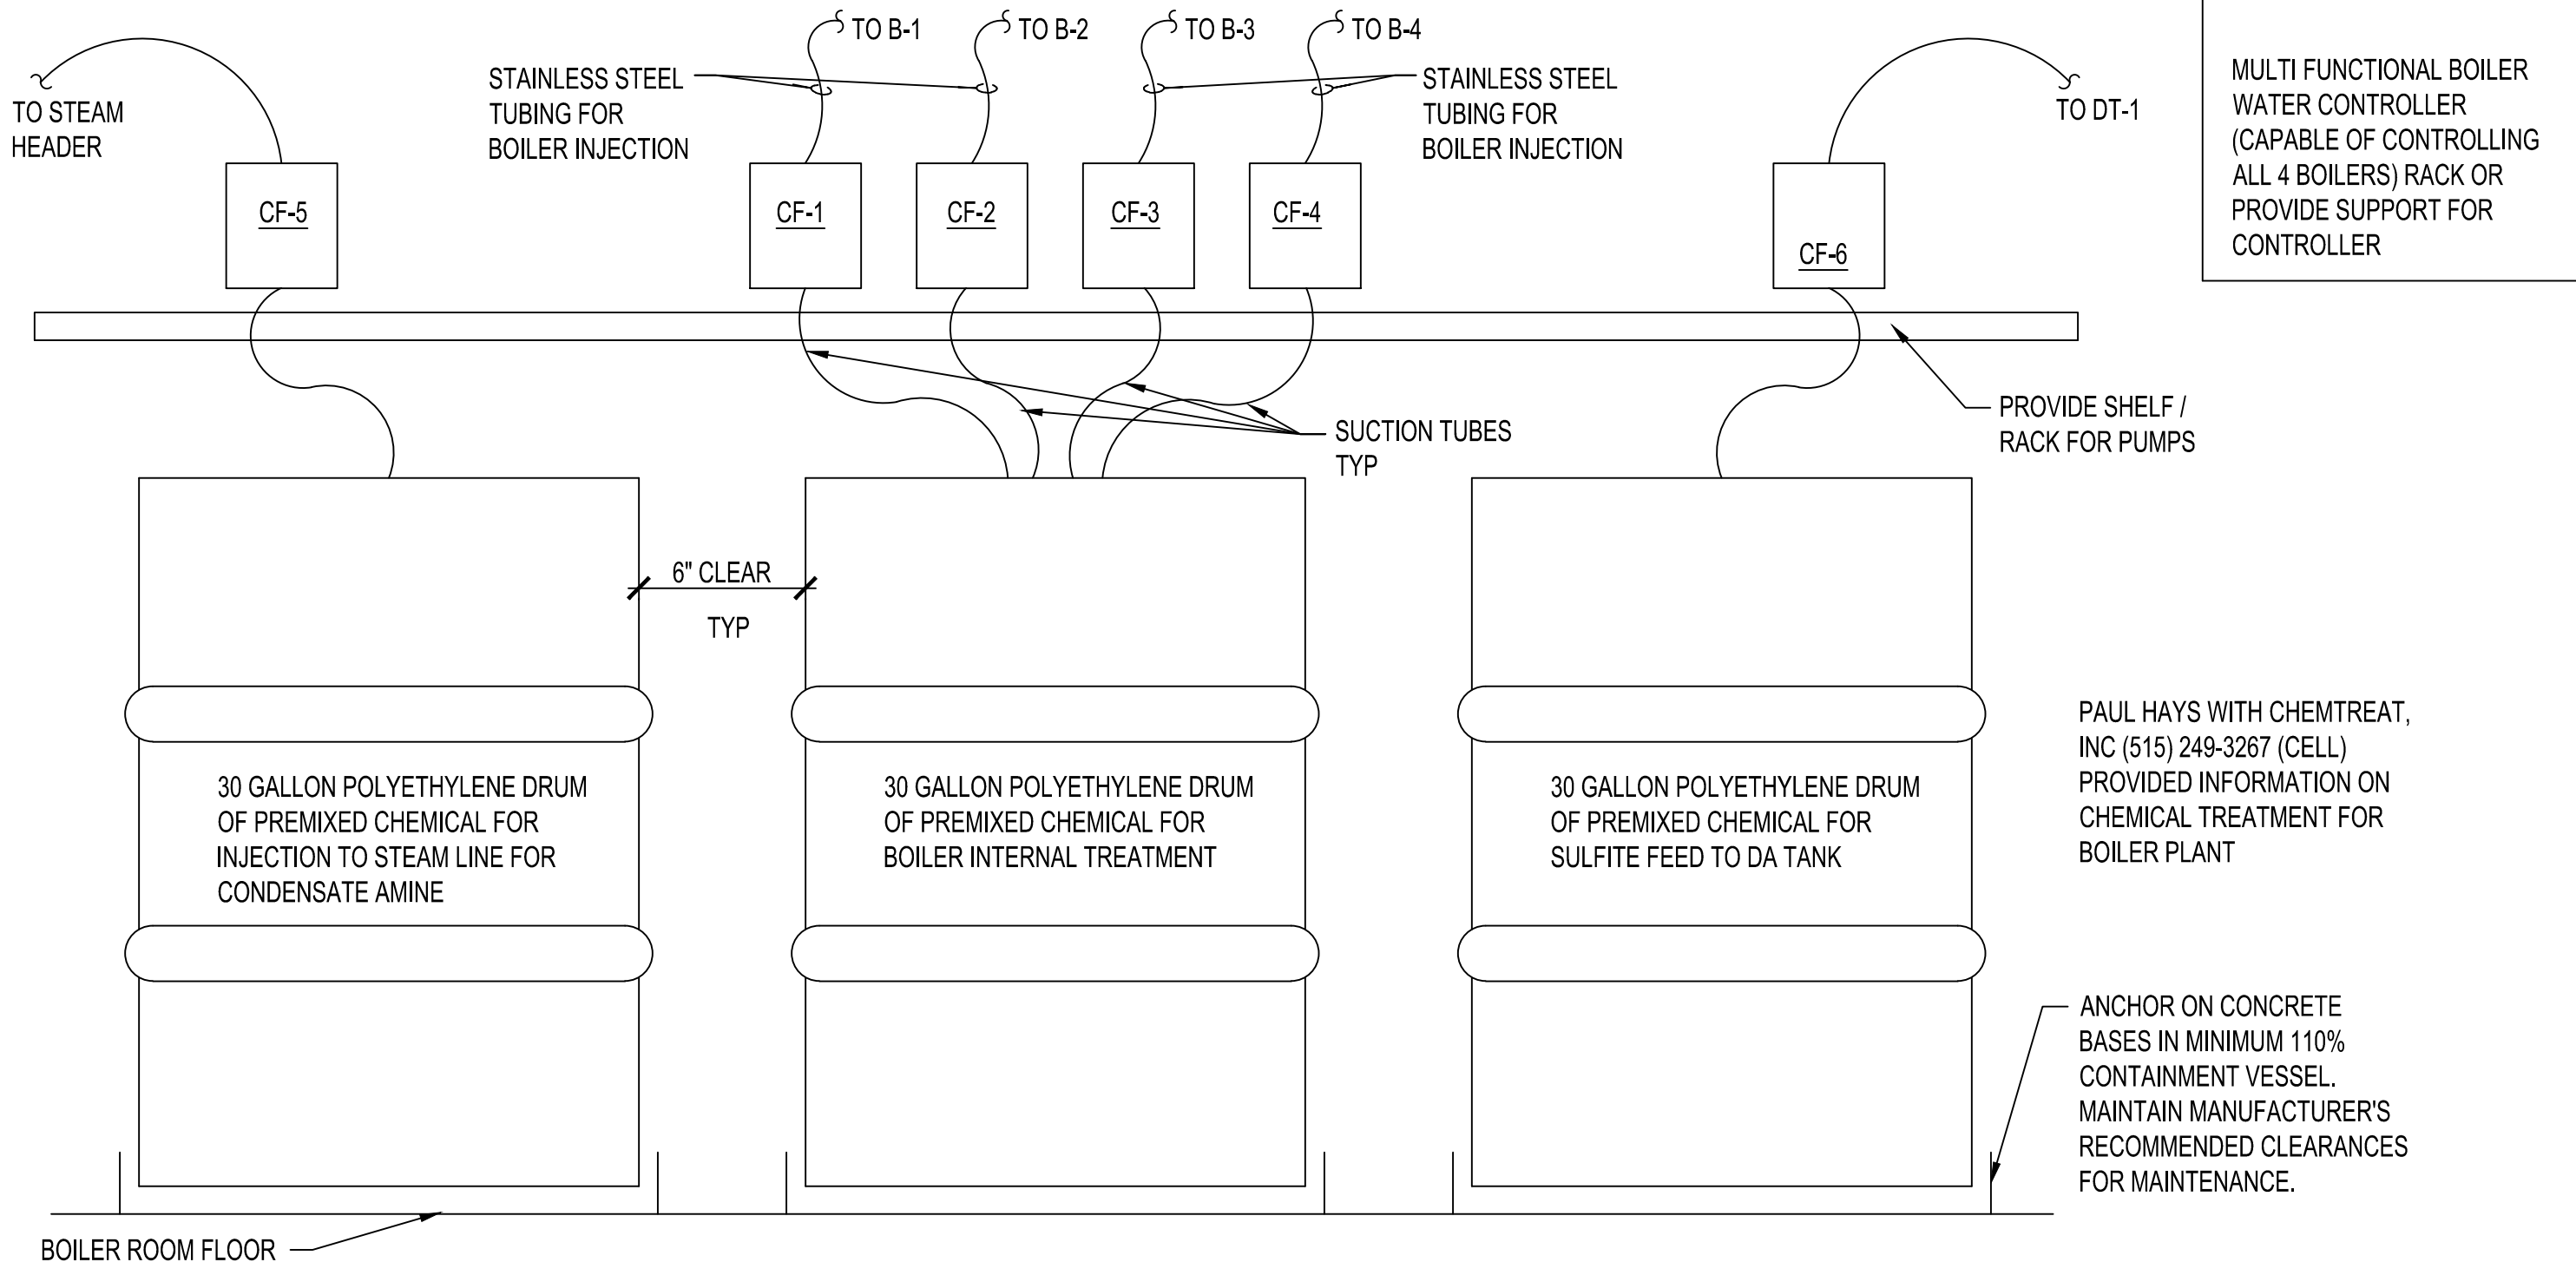 TO B-1
TO B-2
TO B-3
TO B-4
TO STEAM
HEADER
STAINLESS STEEL
TUBING FOR
BOILER INJECTION
STAINLESS STEEL
TUBING FOR
BOILER INJECTION
TO DT-1
MULTI FUNCTIONAL BOILER
WATER CONTROLLER
(CAPABLE OF CONTROLLING
ALL 4 BOILERS) RACK OR
PROVIDE SUPPORT FOR
CONTROLLER
CF-5
CF-1
CF-2
CF-3
CF-4
CF-6
SUCTION TUBES
TYP
PROVIDE SHELF /
RACK FOR PUMPS
6" CLEAR
TYP
30 GALLON POLYETHYLENE DRUM
OF PREMIXED CHEMICAL FOR
INJECTION TO STEAM LINE FOR
CONDENSATE AMINE
30 GALLON POLYETHYLENE DRUM
OF PREMIXED CHEMICAL FOR
BOILER INTERNAL TREATMENT
30 GALLON POLYETHYLENE DRUM
OF PREMIXED CHEMICAL FOR
SULFITE FEED TO DA TANK
PAUL HAYS WITH CHEMTREAT,
INC (515) 249-3267 (CELL)
PROVIDED INFORMATION ON
CHEMICAL TREATMENT FOR
BOILER PLANT
ANCHOR ON CONCRETE
BASES IN MINIMUM 110%
CONTAINMENT VESSEL.
MAINTAIN MANUFACTURER'S
RECOMMENDED CLEARANCES
FOR MAINTENANCE.
BOILER ROOM FLOOR